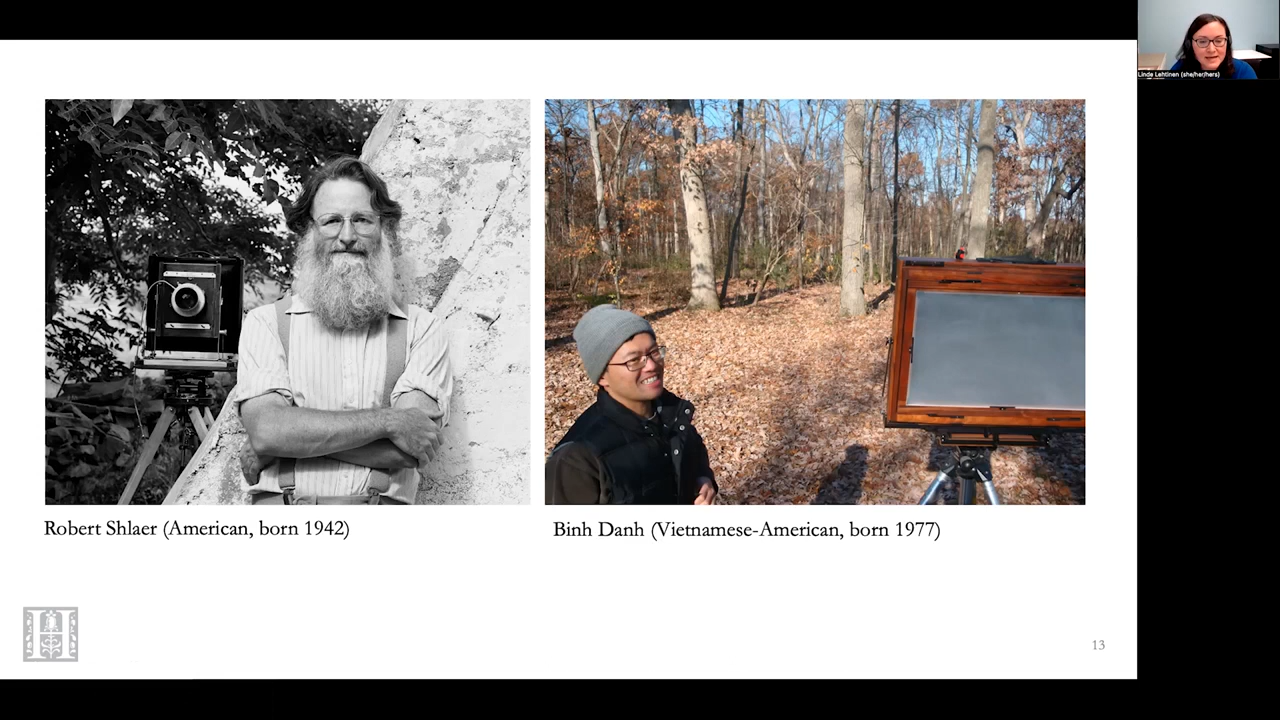 Linde Lehtinen (she/her/hers)
Robert Shlaer (American, born 1942)
Binh Danh (Vietnamese-American, born 1977)
H
13